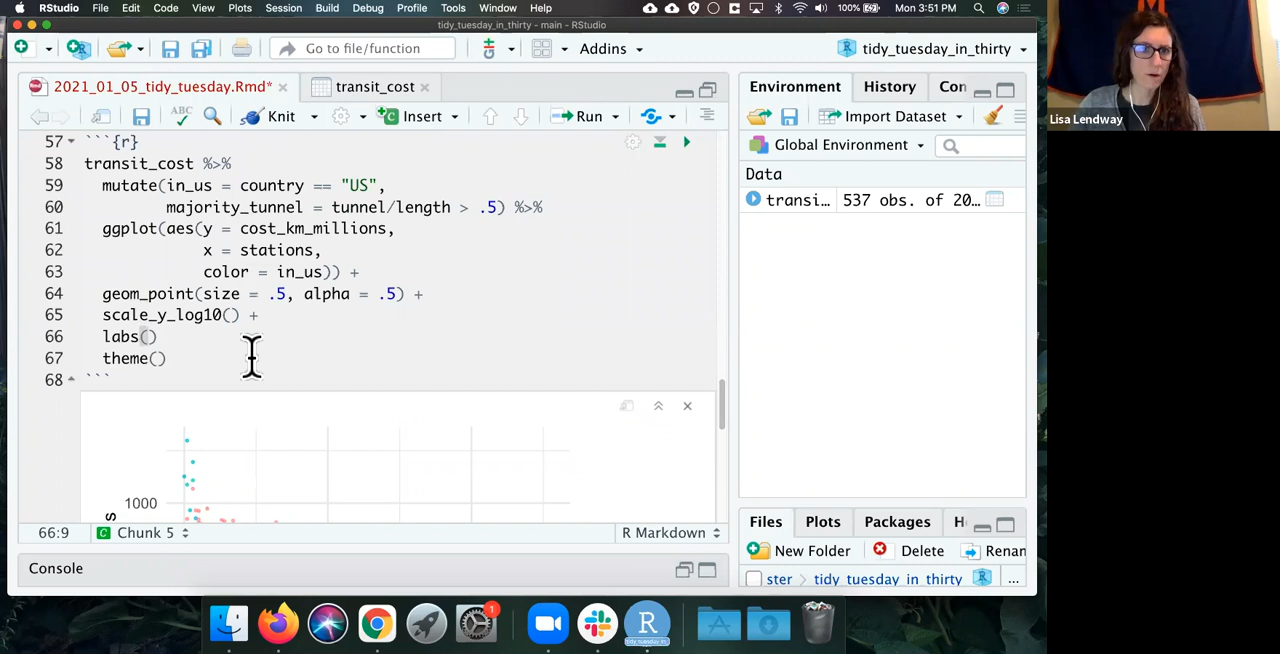 RStudio File Edit Code View Plots Session Build Debug Profile Tools Window Help 100% Mon 3:51 PM
tidy_tuesday_in_thirty - main - RStudio
Go to file/function Addins tidy_tuesday_in_thirty
2021_01_05_tidy_tuesday.Rmd* transit_cost
ABC Knit Insert Run
57 ```{r}
58 transit_cost %>%
59 mutate(in_us = country == "US",
60 majority_tunnel = tunnel/length > .5) %>%
61 ggplot(aes(y = cost_km_millions,
62 x = stations,
63 color = in_us)) +
64 geom_point(size = .5, alpha = .5) +
65 scale_y_log10() +
66 labs()
67 theme()
68 ```
1000
s
66:9 C Chunk 5 R Markdown
Console
Environment History Con
Import Dataset
Global Environment
Data
transi... 537 obs. of 20...
Files Plots Packages H
New Folder Delete Renan
ster > tidy_tuesday_in_thirty ...
Lisa Lendway
1
R
tidy_tuesday_in